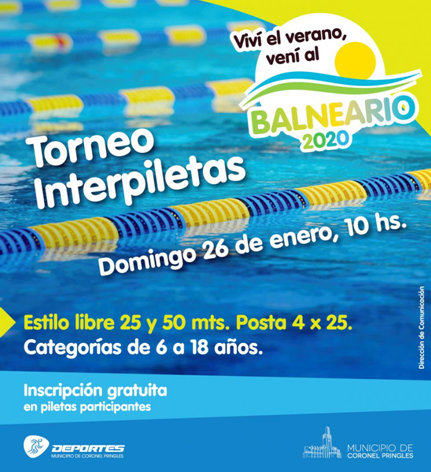 Viví el verano,
vení al
BALNEARIO
2020
Torneo
Interpiletas
Domingo 26 de enero, 10 hs.
Estilo libre 25 y 50 mts. Posta 4 x 25.
Categorías de 6 a 18 años.
Inscripción gratuita
en piletas participantes
DEPORTES
MUNICIPIO DE CORONEL PRINGLES
MUNICIPIO DE
CORONEL PRINGLES
Dirección de Comunicación